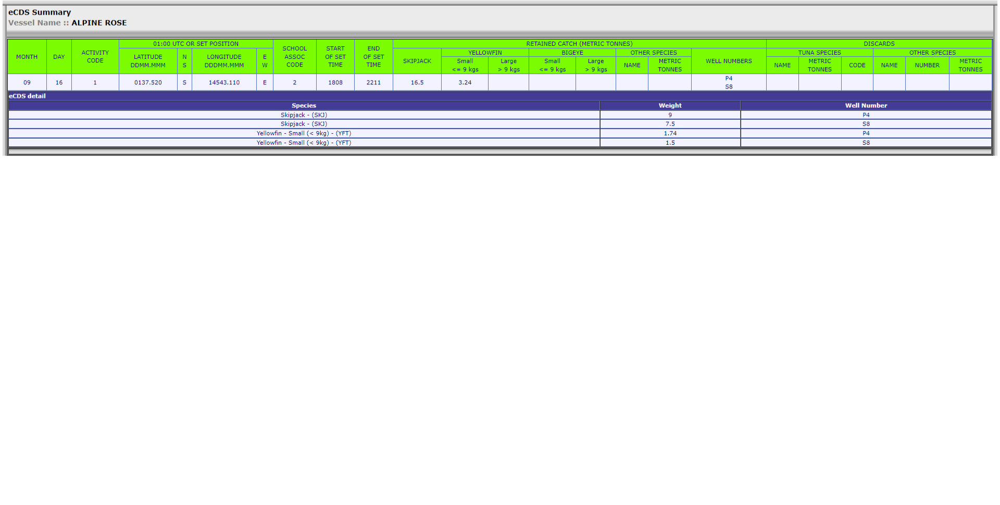 eCDS Summary
Vessel Name :: ALPINE ROSE
MONTH DAY ACTIVITY CODE 01:00 UTC OR SET POSITION SCHOOL ASSOC CODE START OF SET TIME END OF SET TIME RETAINED CATCH (METRIC TONNES) DISCARDS
LATITUDE DDMM.MMM N S LONGITUDE DDDMM.MMM E W SKIPJACK YELLOWFIN BIGEYE OTHER SPECIES WELL NUMBERS TUNA SPECIES OTHER SPECIES
Small <= 9 kgs Large > 9 kgs Small <= 9 kgs Large > 9 kgs NAME METRIC TONNES NAME METRIC TONNES CODE NAME NUMBER METRIC TONNES
09 16 1 0137.520 S 14543.110 E 2 1808 2211 16.5 3.24 P4 S8
eCDS detail
Species Weight Well Number
Skipjack - (SKJ) 9 P4
Skipjack - (SKJ) 7.5 S8
Yellowfin - Small (< 9kg) - (YFT) 1.74 P4
Yellowfin - Small (< 9kg) - (YFT) 1.5 S8